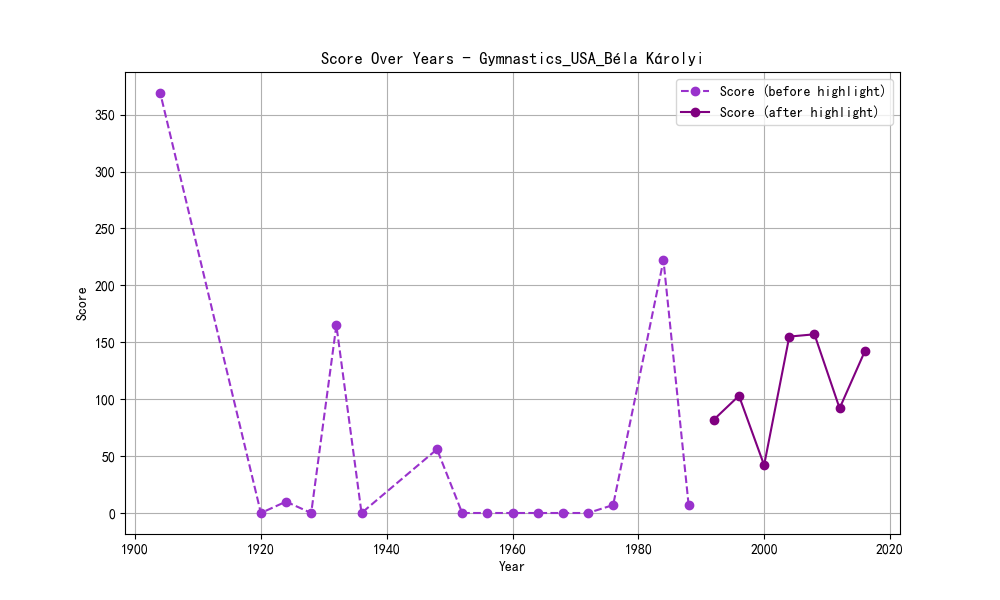 Score Over Years - Gymnastics_USA_Béla Károlyi
Score (before highlight)
Score (after highlight)
350
300
250
200
150
100
50
0
Score
1900 1920 1940 1960 1980 2000 2020
Year